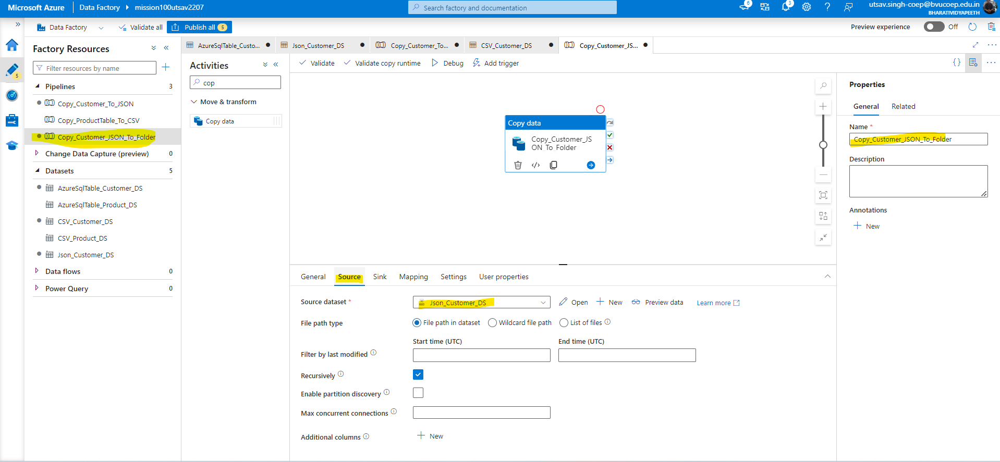 Microsoft Azure
Data Factory
mission100utsav2207
Search factory and documentation
6
3
utsav.singh-coep@bvucoep.edu.in
BHARATIVIDYAPEETH
Data Factory
Validate all
Publish all 5
Preview experience
Off
5
Factory Resources
Filter resources by name
Pipelines 3
Copy_Customer_To_JSON
Copy_ProductTable_To_CSV
Copy_Customer_JSON_To_Folder
Change Data Capture (preview) 0
Datasets 5
AzureSqlTable_Customer_DS
AzureSqlTable_Product_DS
CSV_Customer_DS
CSV_Product_DS
Json_Customer_DS
Data flows 0
Power Query 0
AzureSqlTable_Custo...
Json_Customer_DS
Copy_Customer_To...
CSV_Customer_DS
Copy_Customer_JS...
Activities
cop
Move & transform
Copy data
Validate
Validate copy runtime
Debug
Add trigger
{}
Copy data
Copy_Customer_JS
ON_To_Folder
General
Source
Sink
Mapping
Settings
User properties
Source dataset *
Json_Customer_DS
Open
New
Preview data
Learn more
File path type
File path in dataset
Wildcard file path
List of files
Start time (UTC)
End time (UTC)
Filter by last modified
Recursively
Enable partition discovery
Max concurrent connections
Additional columns
New
Properties
General
Related
Name *
Copy_Customer_JSON_To_Folder
Description
Annotations
New